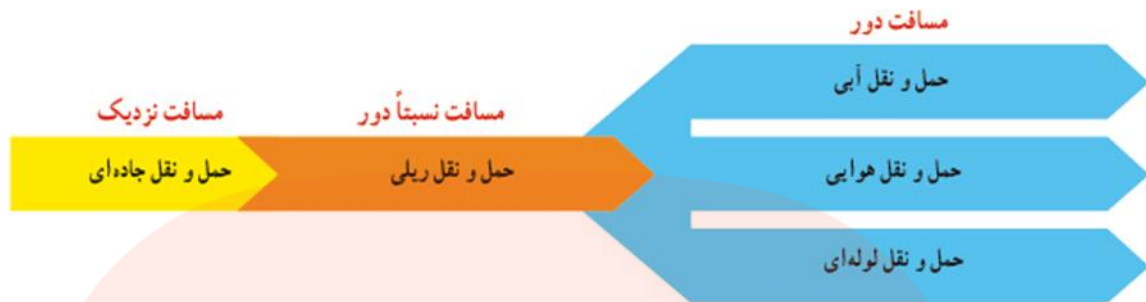 مسافت دور
حمل و نقل آبی
مسافت نسبتاً دور
مسافت نزدیک
حمل و نقل هوایی
حمل و نقل ریلی
حمل و نقل جاده‌ای
حمل و نقل لوله‌ای